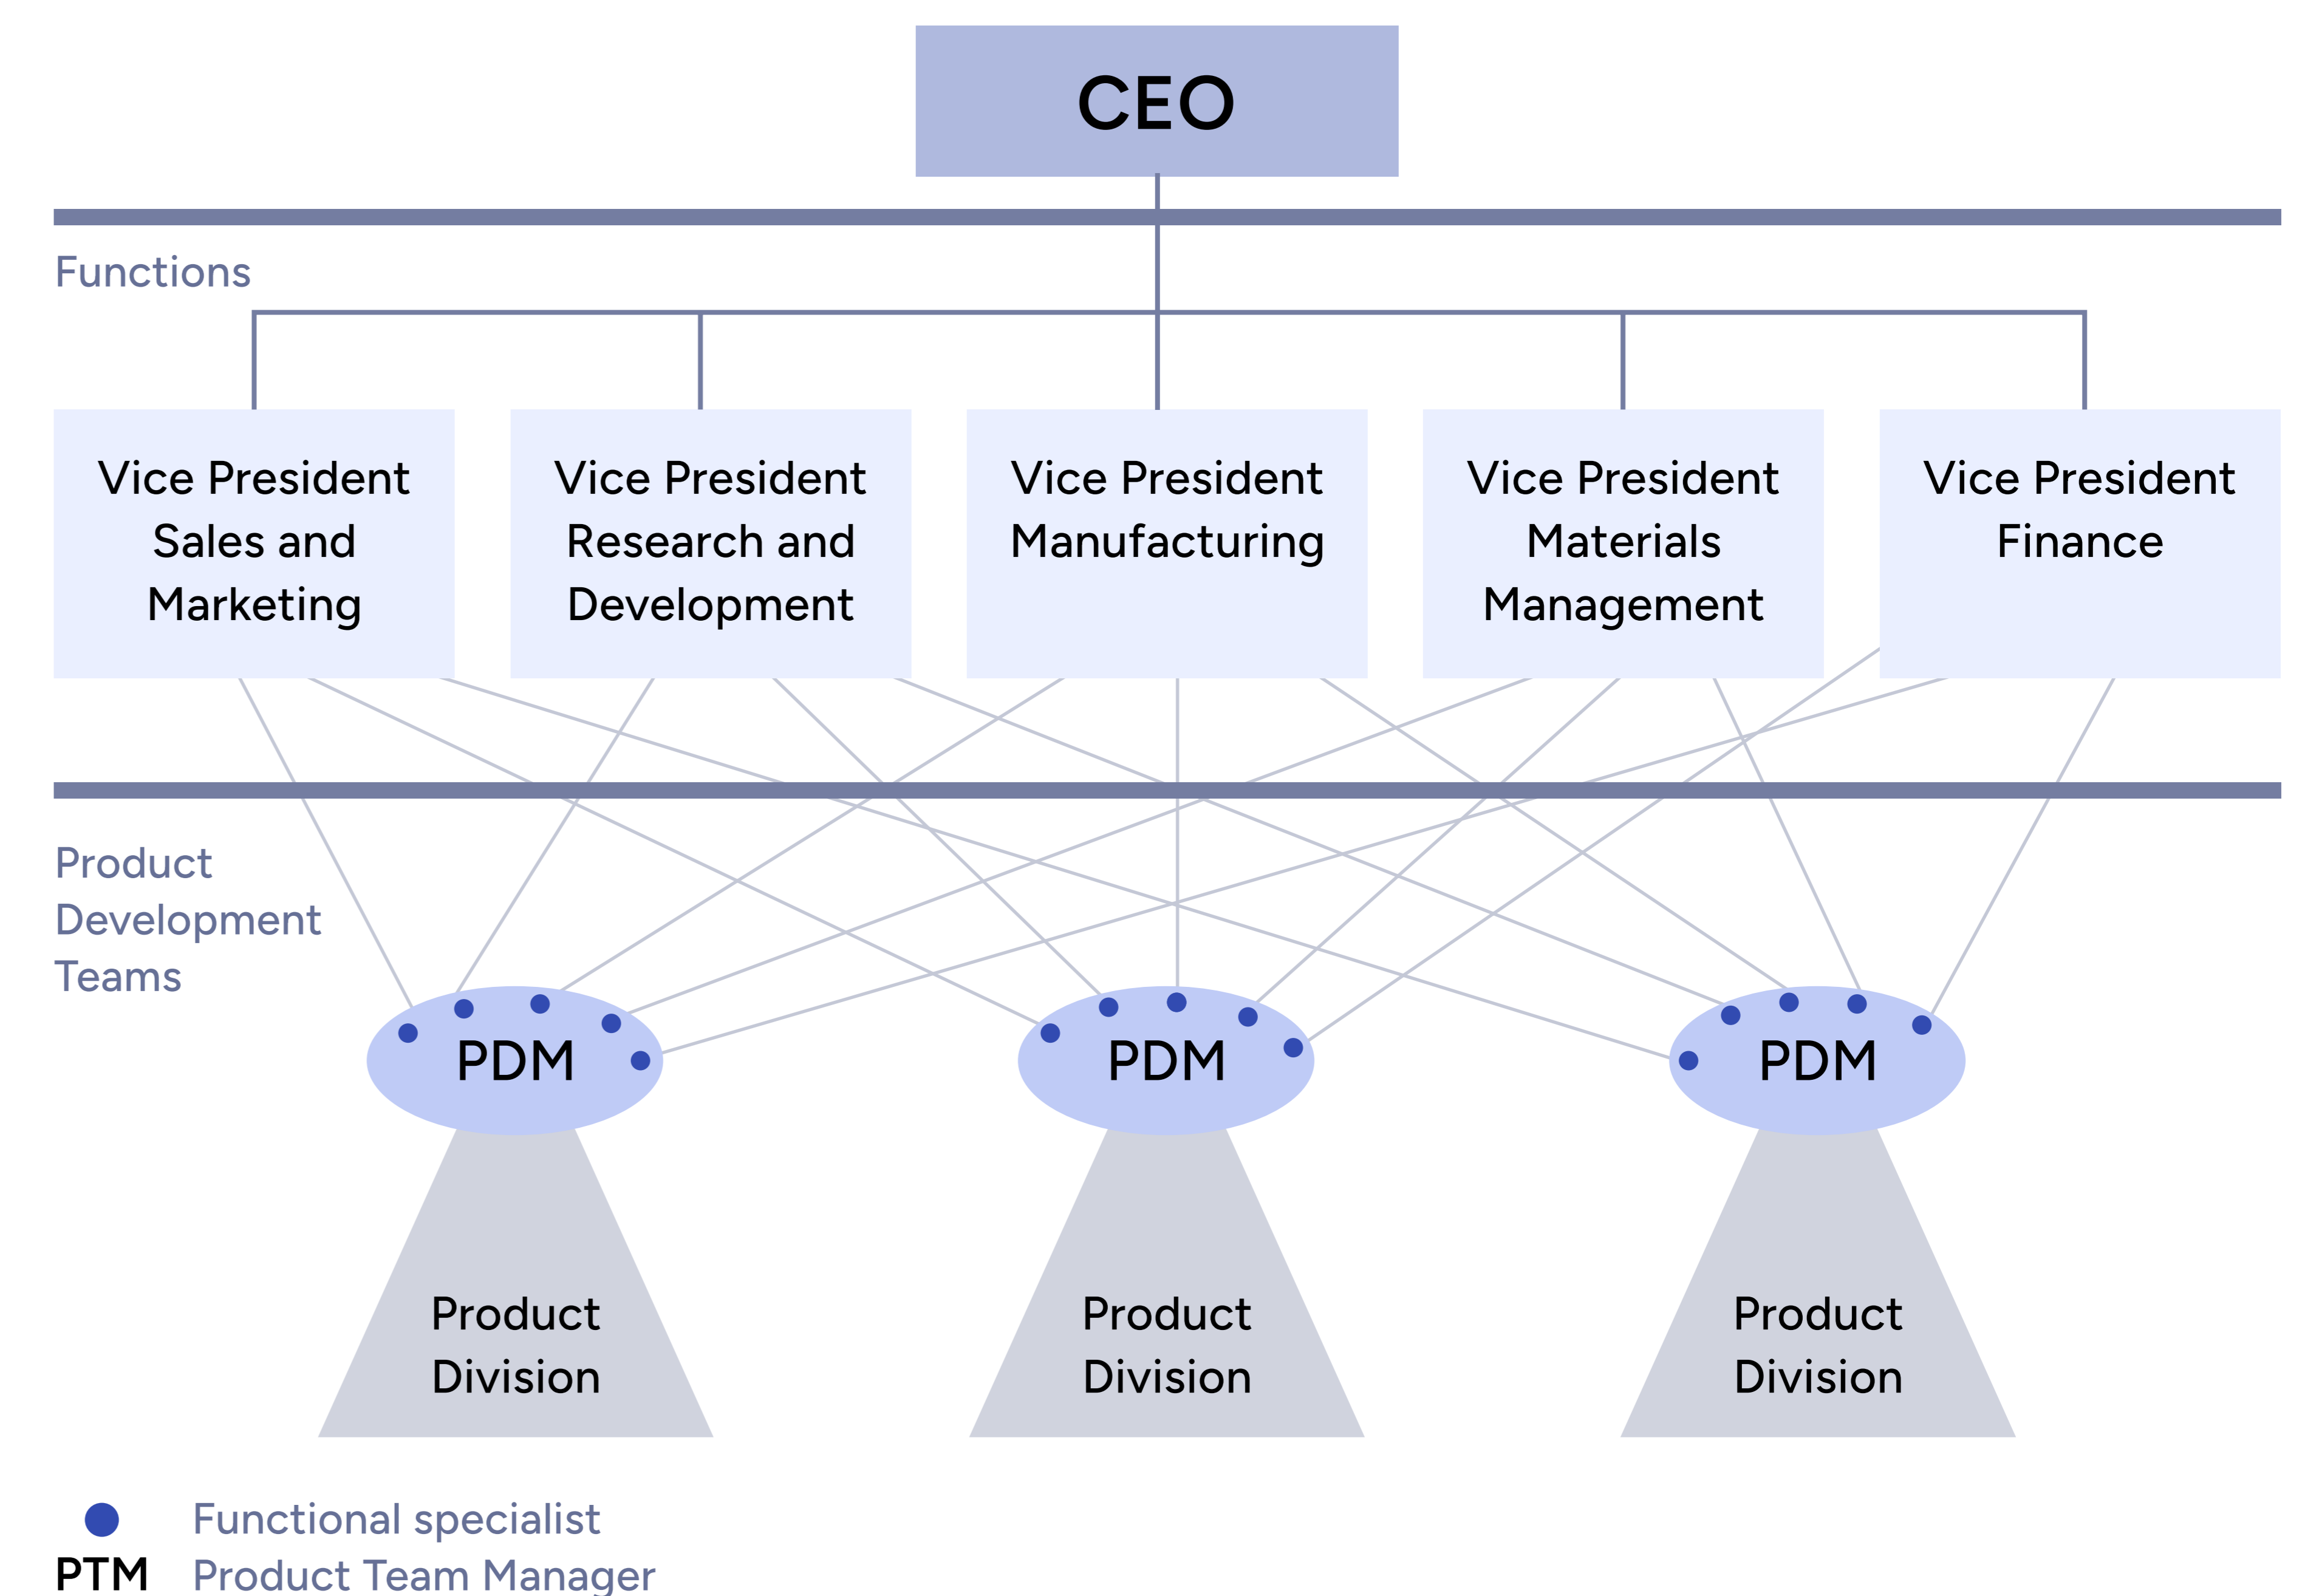 CEO
Functions
Vice President
Sales and
Marketing
Vice President
Research and
Development
Vice President
Manufacturing
Vice President
Materials
Management
Vice President
Finance
Product
Development
Teams
PDM
PDM
PDM
Product
Division
Product
Division
Product
Division
Functional specialist
PTM Product Team Manager